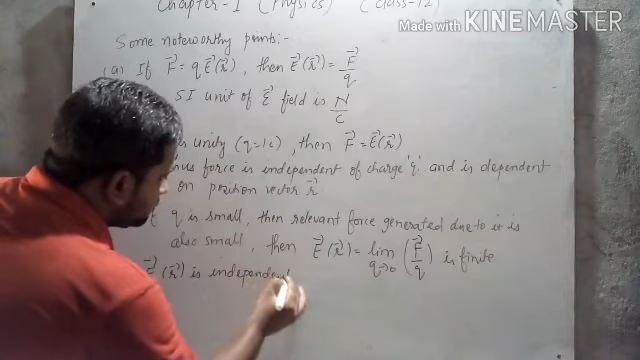 Chapter-1 (Physics) (Class-12)
Made with KINEMASTER
Some noteworthy points:-
(a) If F⃗ = q E⃗(r⃗), then E⃗(r⃗) = F⃗/q
SI unit of E⃗ field is N/C
unity (q=1C), then F⃗ = E⃗(r⃗)
force is independent of charge 'q' and is dependent
on position vector r⃗
q is small, then relevant force generated due to it is
also small, then E⃗(r⃗) = lim q→0 (F⃗/q) is finite
E⃗(r⃗) is independent